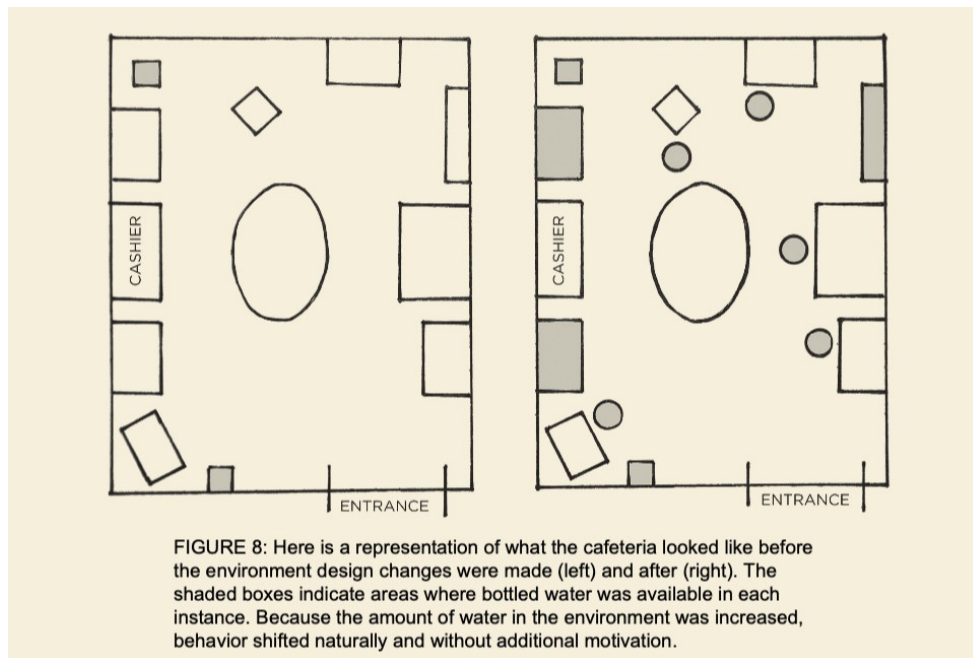 CASHIER
ENTRANCE
CASHIER
ENTRANCE
FIGURE 8: Here is a representation of what the cafeteria looked like before
the environment design changes were made (left) and after (right). The
shaded boxes indicate areas where bottled water was available in each
instance. Because the amount of water in the environment was increased,
behavior shifted naturally and without additional motivation.